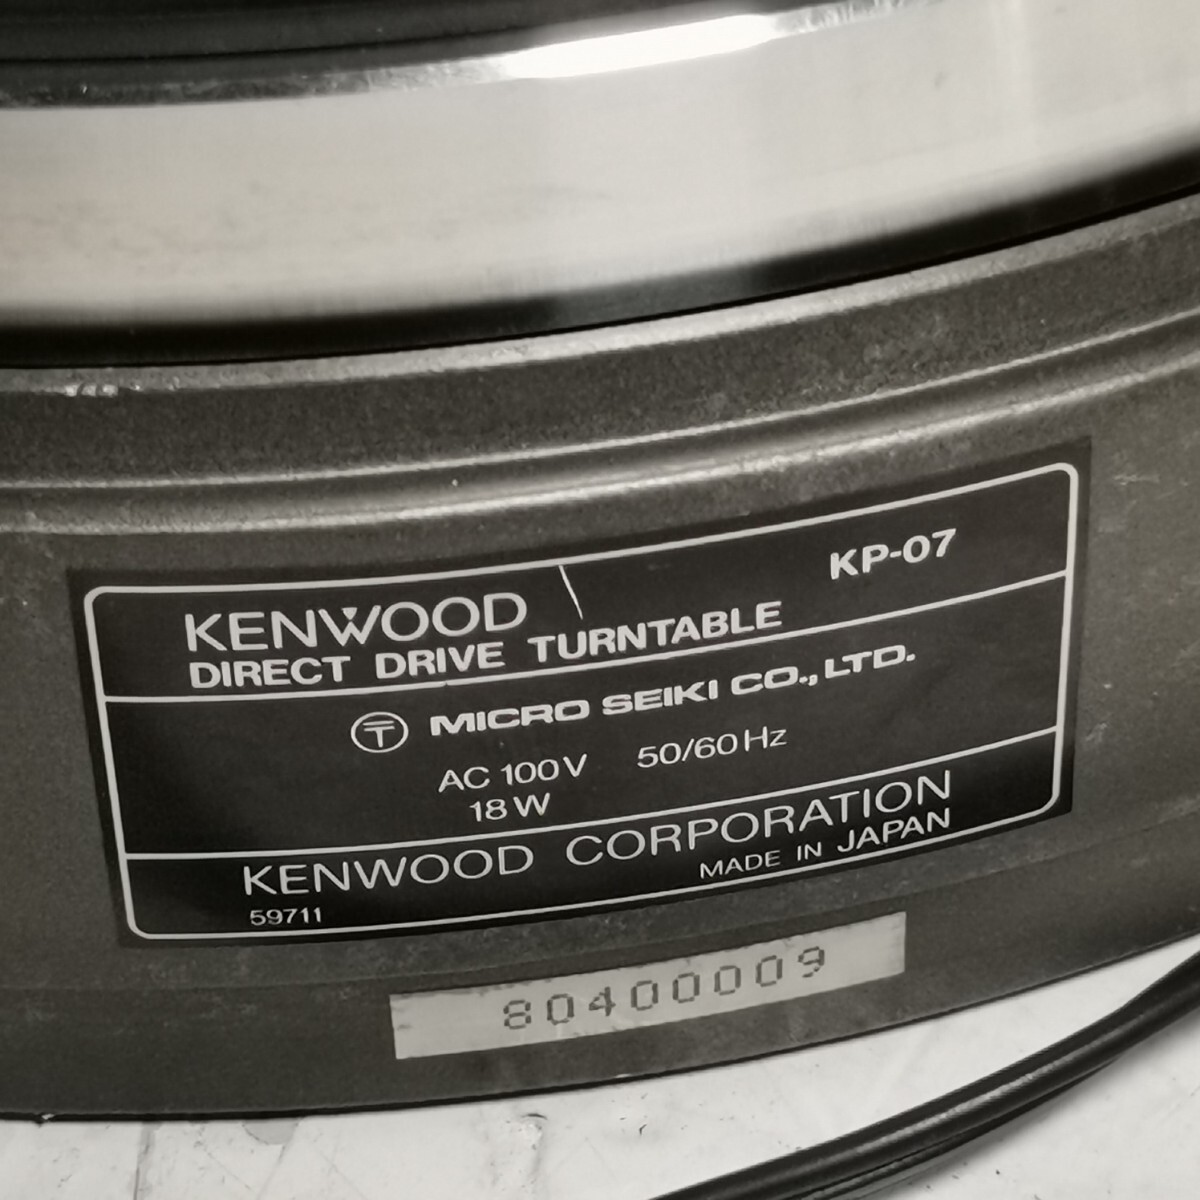 KENWOOD KP-07
DIRECT DRIVE TURNTABLE
MICRO SEIKI CO., LTD.
AC 100V 50/60Hz
18W
KENWOOD CORPORATION
59711 MADE IN JAPAN
80400009